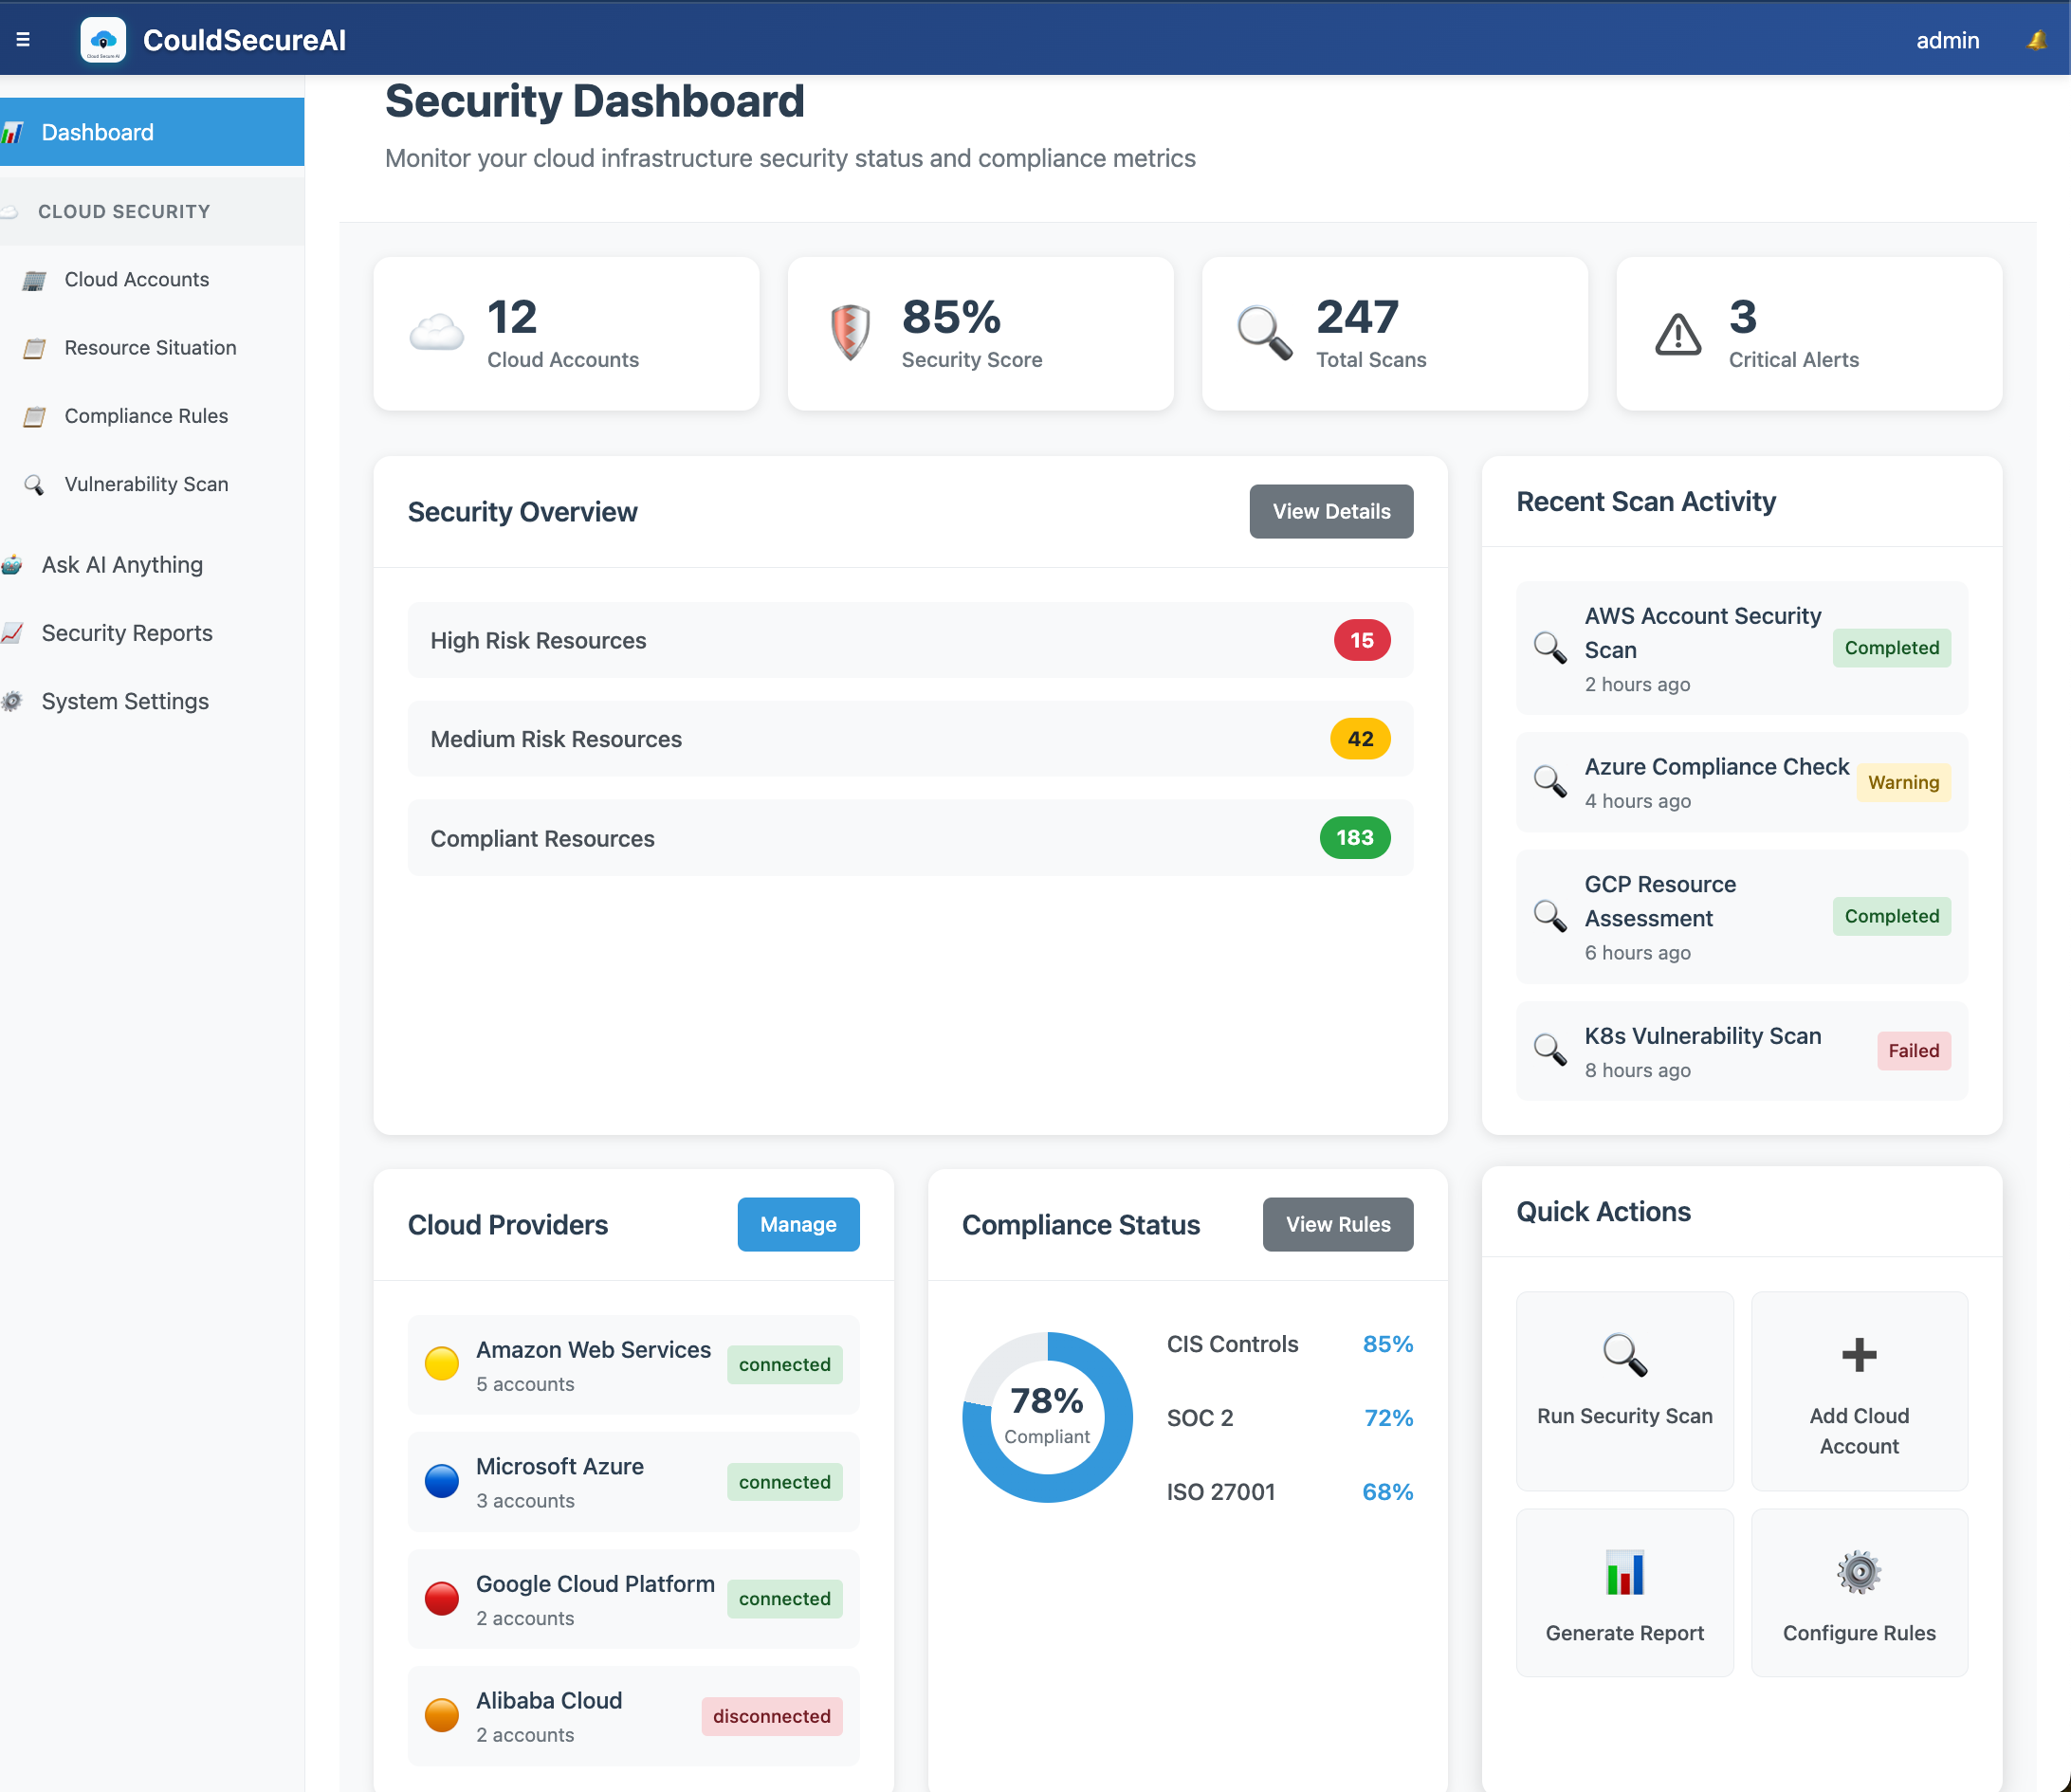 CouldSecureAI
admin
Cloud Secure AI
Dashboard
CLOUD SECURITY
Cloud Accounts
Resource Situation
Compliance Rules
Vulnerability Scan
Ask AI Anything
Security Reports
System Settings
Security Dashboard
Monitor your cloud infrastructure security status and compliance metrics
12
Cloud Accounts
85%
Security Score
247
Total Scans
3
Critical Alerts
Security Overview
View Details
High Risk Resources
15
Medium Risk Resources
42
Compliant Resources
183
Recent Scan Activity
AWS Account Security
Scan
2 hours ago
Completed
Azure Compliance Check
4 hours ago
Warning
GCP Resource
Assessment
6 hours ago
Completed
K8s Vulnerability Scan
8 hours ago
Failed
Cloud Providers
Manage
Amazon Web Services
5 accounts
connected
Microsoft Azure
3 accounts
connected
Google Cloud Platform
2 accounts
connected
Alibaba Cloud
2 accounts
disconnected
Compliance Status
View Rules
78%
Compliant
CIS Controls
85%
SOC 2
72%
ISO 27001
68%
Quick Actions
Run Security Scan
Add Cloud
Account
Generate Report
Configure Rules